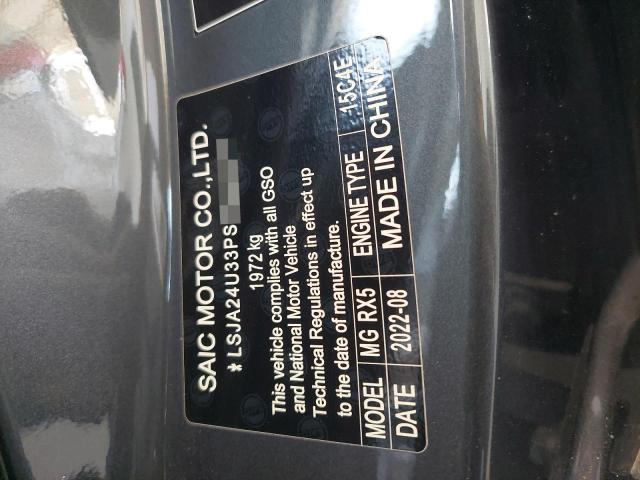 SAIC MOTOR CO.,LTD.
*LSJA24U33PS
1972 kg
This vehicle complies with all GSO
and National Motor Vehicle
Technical Regulations in effect up
to the date of manufacture.
MODEL MG RX5 ENGINE TYPE 15C4E
DATE 2022-08 MADE IN CHINA